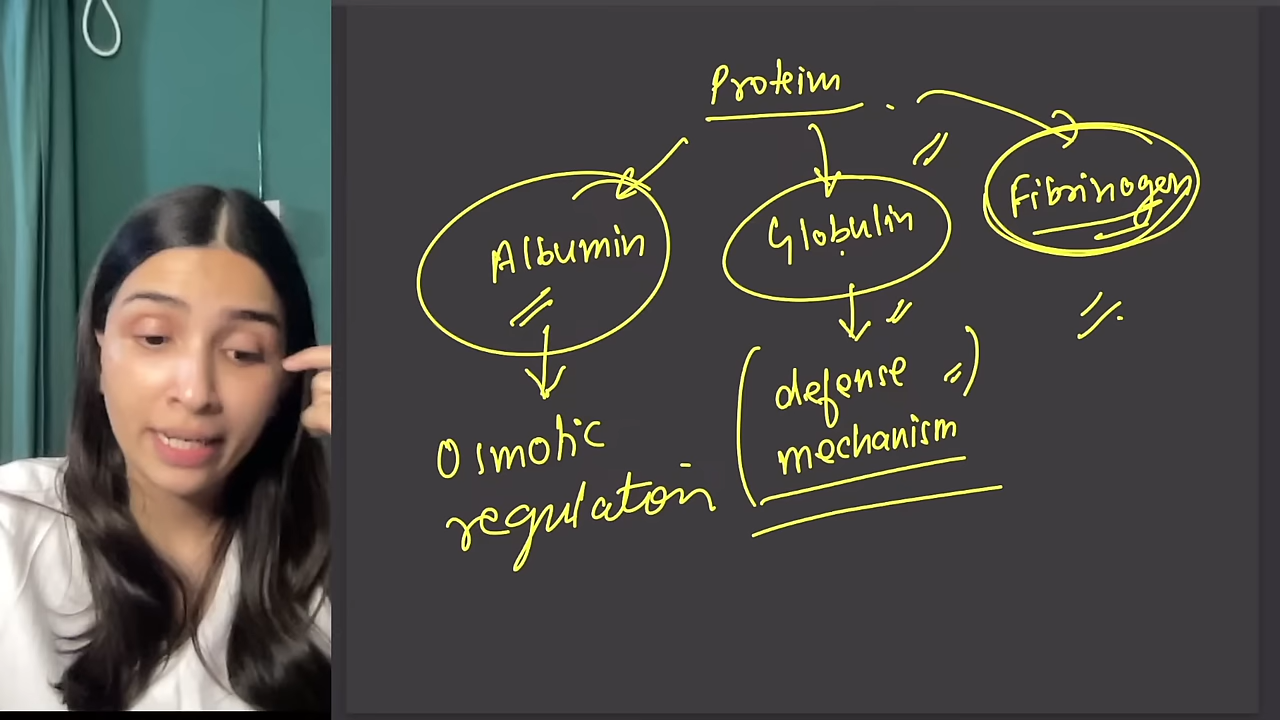 Protein
Albumin
Globulin
Fibrinogen
Osmotic
regulation
defense
mechanism